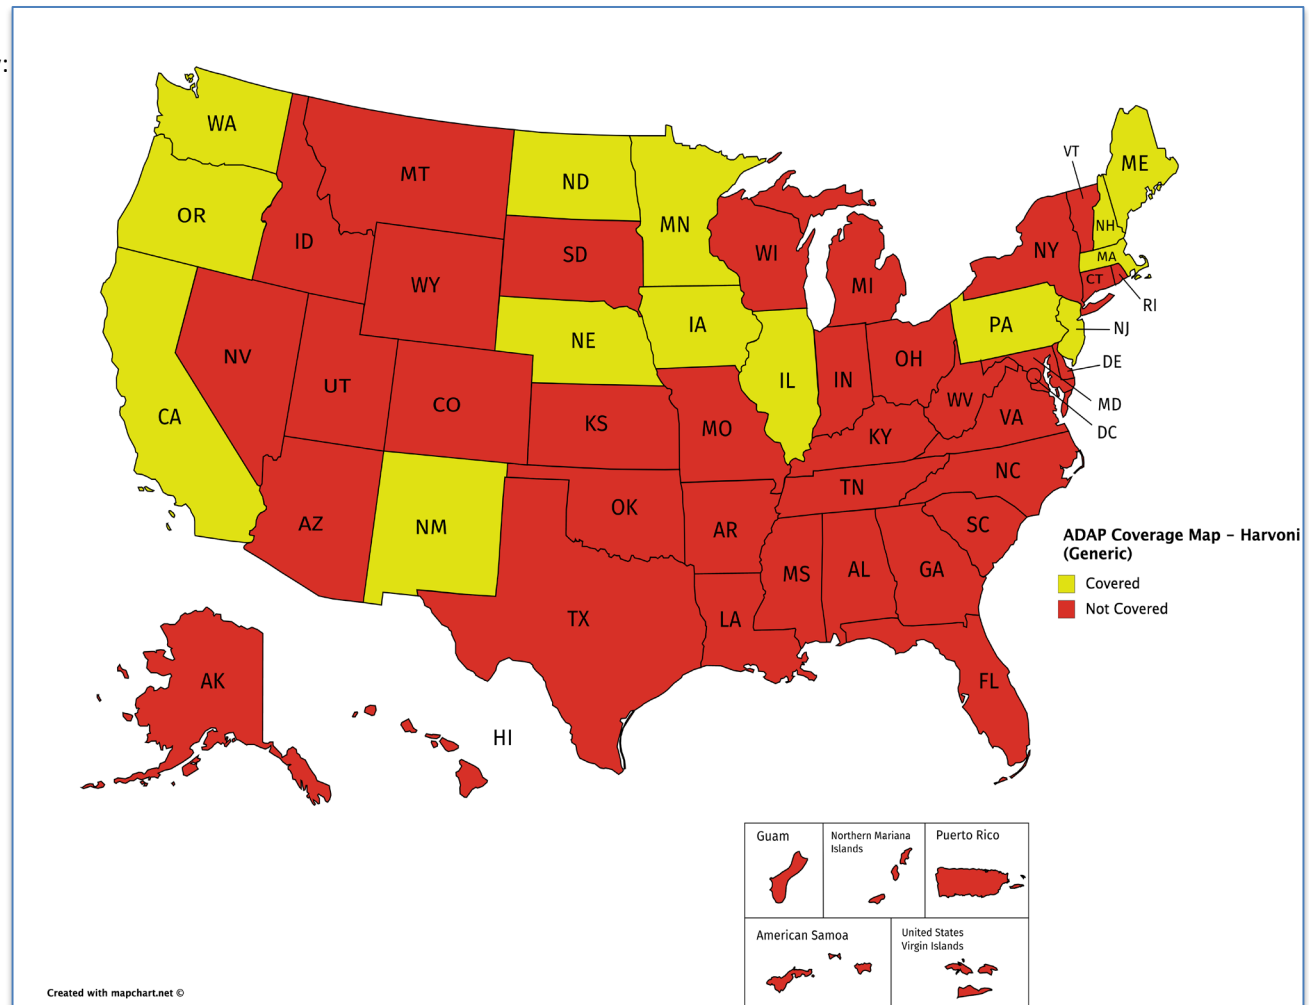 :
WA
OR
CA
NV
ID
MT
WY
UT
CO
AZ
NM
ND
SD
NE
KS
OK
TX
MN
IA
MO
AR
LA
WI
IL
MI
IN
OH
KY
TN
MS
AL
GA
FL
SC
NC
VA
WV
PA
NY
VT
NH
ME
MA
CT
RI
NJ
DE
MD
DC
AK
HI
ADAP Coverage Map – Harvoni
(Generic)
Covered
Not Covered
Guam
Northern Mariana
Islands
Puerto Rico
American Samoa
United States
Virgin Islands
Created with mapchart.net ©